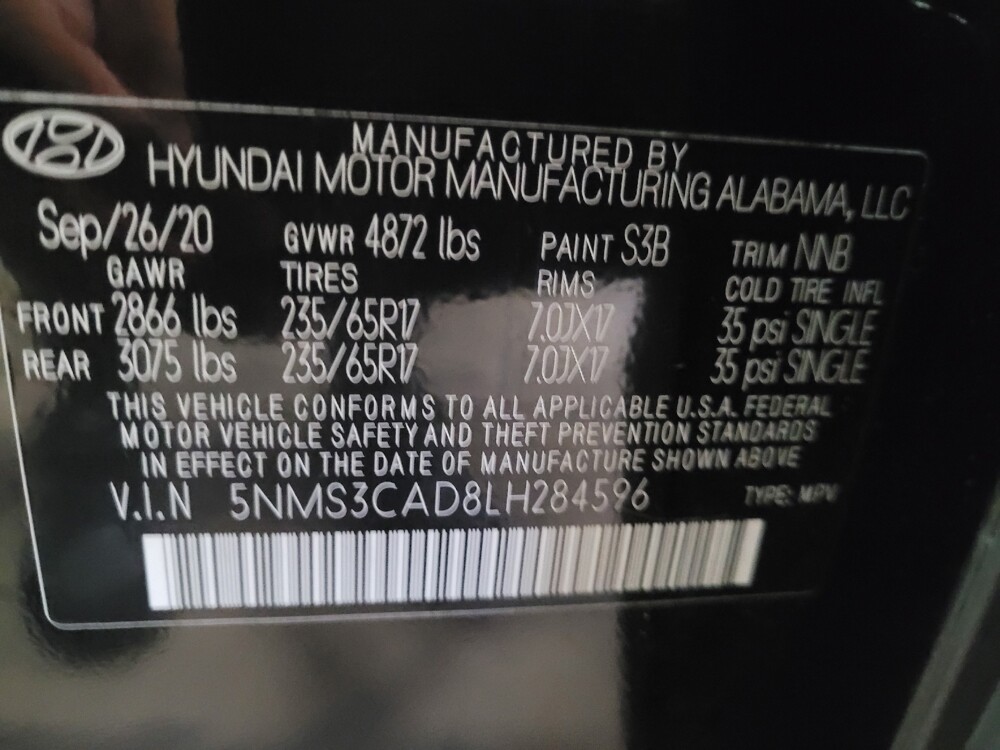 MANUFACTURED BY
HYUNDAI MOTOR MANUFACTURING ALABAMA, LLC
Sep/26/20 GVWR 4872 lbs PAINT S3B TRIM NNB
GAWR TIRES RIMS COLD TIRE INFL
FRONT 2866 lbs 235/65R17 7.0JX17 35 psi SINGLE
REAR 3075 lbs 235/65R17 7.0JX17 35 psi SINGLE
THIS VEHICLE CONFORMS TO ALL APPLICABLE U.S.A. FEDERAL
MOTOR VEHICLE SAFETY AND THEFT PREVENTION STANDARDS
IN EFFECT ON THE DATE OF MANUFACTURE SHOWN ABOVE
V.I.N 5NMS3CAD8LH284596 TYPE: MPV